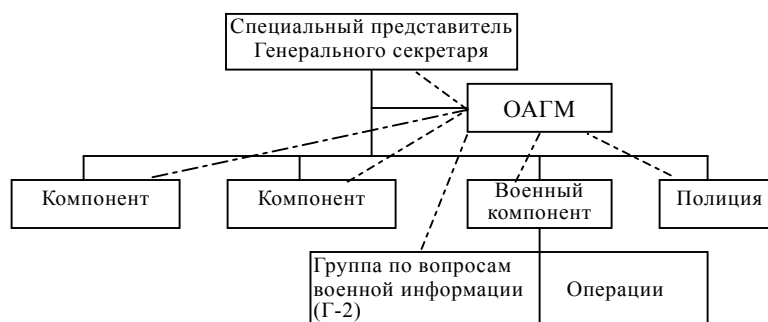 Специальный представитель
Генерального секретаря
ОАГМ
Компонент
Компонент
Военный
компонент
Полиция
Группа по вопросам
военной информации
(Г-2)
Операции